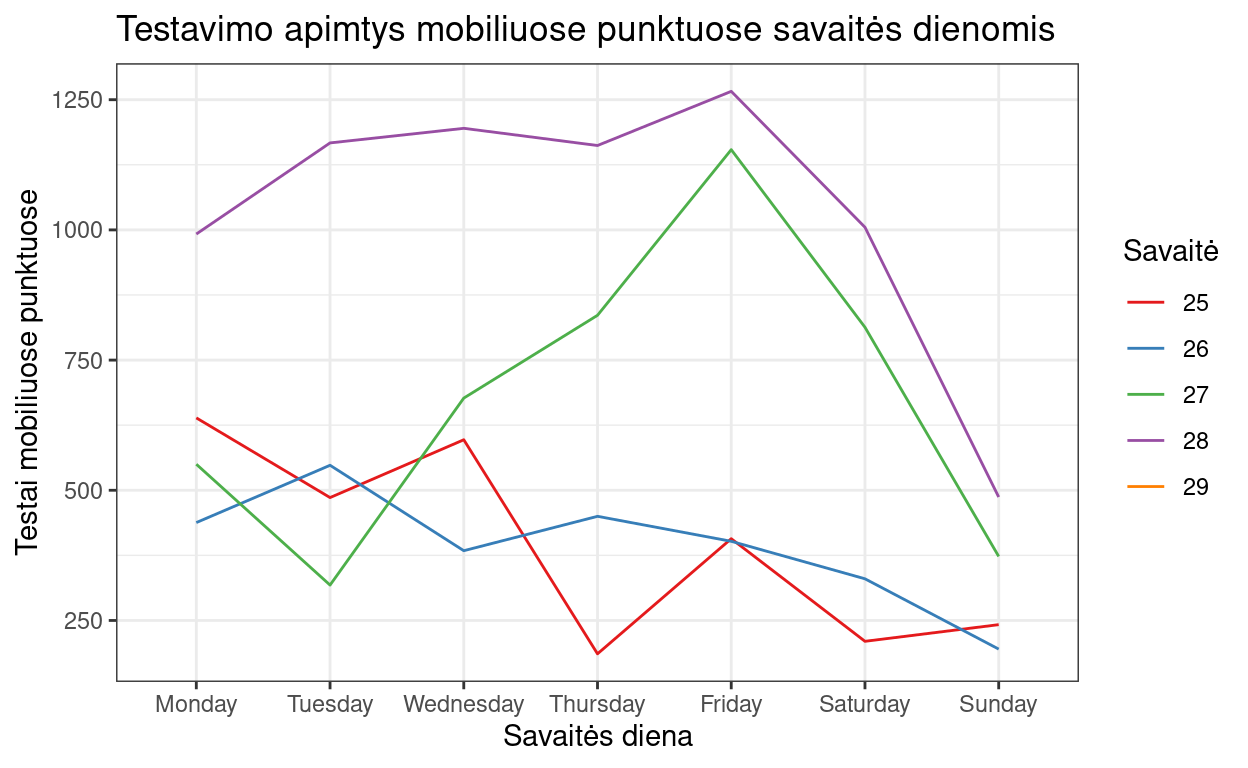 Testavimo apimtys mobiliuose punktuose savaitės dienomis
Testai mobiliuose punktuose
1250
1000
750
500
250
Monday Tuesday Wednesday Thursday Friday Saturday Sunday
Savaitės diena
Savaitė
25
26
27
28
29